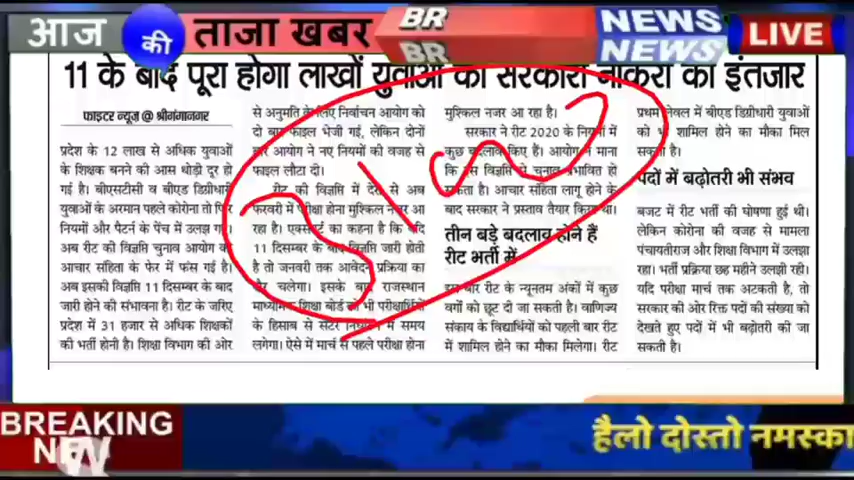 आज की ताजा खबर
BR
BR
NEWS
NEWS
LIVE
11 के बाद पूरा होगा लाखों युवाओं का सरकारी नौकरी का इंतजार
फाइटर न्यूज @ श्रीगंगानगर
प्रदेश के 12 लाख से अधिक युवाओं
के शिक्षक बनने की आस थोड़ी दूर हो
गई है। बीएसटीसी व बीएड डिग्रीधारी
युवाओं के अरमान पहले कोरोना तो फिर
नियमों और पैटर्न के पेंच में उलझ गए।
अब रीट की विज्ञप्ति चुनाव आयोग की
आचार संहिता के फेर में फंस गई है।
अब इसकी विज्ञप्ति 11 दिसम्बर के बाद
जारी होने की संभावना है। रीट के जरिए
प्रदेश में 31 हजार से अधिक शिक्षकों
की भर्ती होनी है। शिक्षा विभाग की ओर
से अनुमति के लिए निर्वाचन आयोग को
दो बार फाइल भेजी गई, लेकिन दोनों
बार आयोग ने नए नियमों की वजह से
फाइल लौटा दी।
रीट की विज्ञप्ति में देरी से अब
फरवरी में परीक्षा होना मुश्किल नजर आ
रहा है। एक्सपर्ट का कहना है कि यदि
11 दिसम्बर के बाद विज्ञप्ति जारी होती
है तो जनवरी तक आवेदन प्रक्रिया का
दौर चलेगा। इसके बाद राजस्थान
माध्यमिक शिक्षा बोर्ड को भी परीक्षार्थियों
के हिसाब से सेंटर निर्धारण में समय
लगेगा। ऐसे में मार्च से पहले परीक्षा होना
मुश्किल नजर आ रहा है।
सरकार ने रीट 2020 के नियमों में
कुछ बदलाव किए हैं। आयोग ने माना
कि इस विज्ञप्ति से चुनाव प्रभावित हो
सकता है। आचार संहिता लागू होने के
बाद सरकार ने प्रस्ताव तैयार किया था।
तीन बड़े बदलाव होने हैं
रीट भर्ती में
इस बार रीट के न्यूनतम अंकों में कुछ
वर्गों को छूट दी जा सकती है। वाणिज्य
संकाय के विद्यार्थियों को पहली बार रीट
में शामिल होने का मौका मिलेगा। रीट
प्रथम लेवल में बीएड डिग्रीधारी युवाओं
को भी शामिल होने का मौका मिल
सकता है।
पदों में बढ़ोतरी भी संभव
बजट में रीट भर्ती की घोषणा हुई थी।
लेकिन कोरोना की वजह से मामला
पंचायतीराज और शिक्षा विभाग में उलझा
रहा। भर्ती प्रक्रिया छह महीने उलझी रही।
यदि परीक्षा मार्च तक अटकती है, तो
सरकार की ओर रिक्त पदों की संख्या को
देखते हुए पदों में भी बढ़ोतरी की जा
सकती है।
BREAKING
हैलो दोस्तो नमस्का